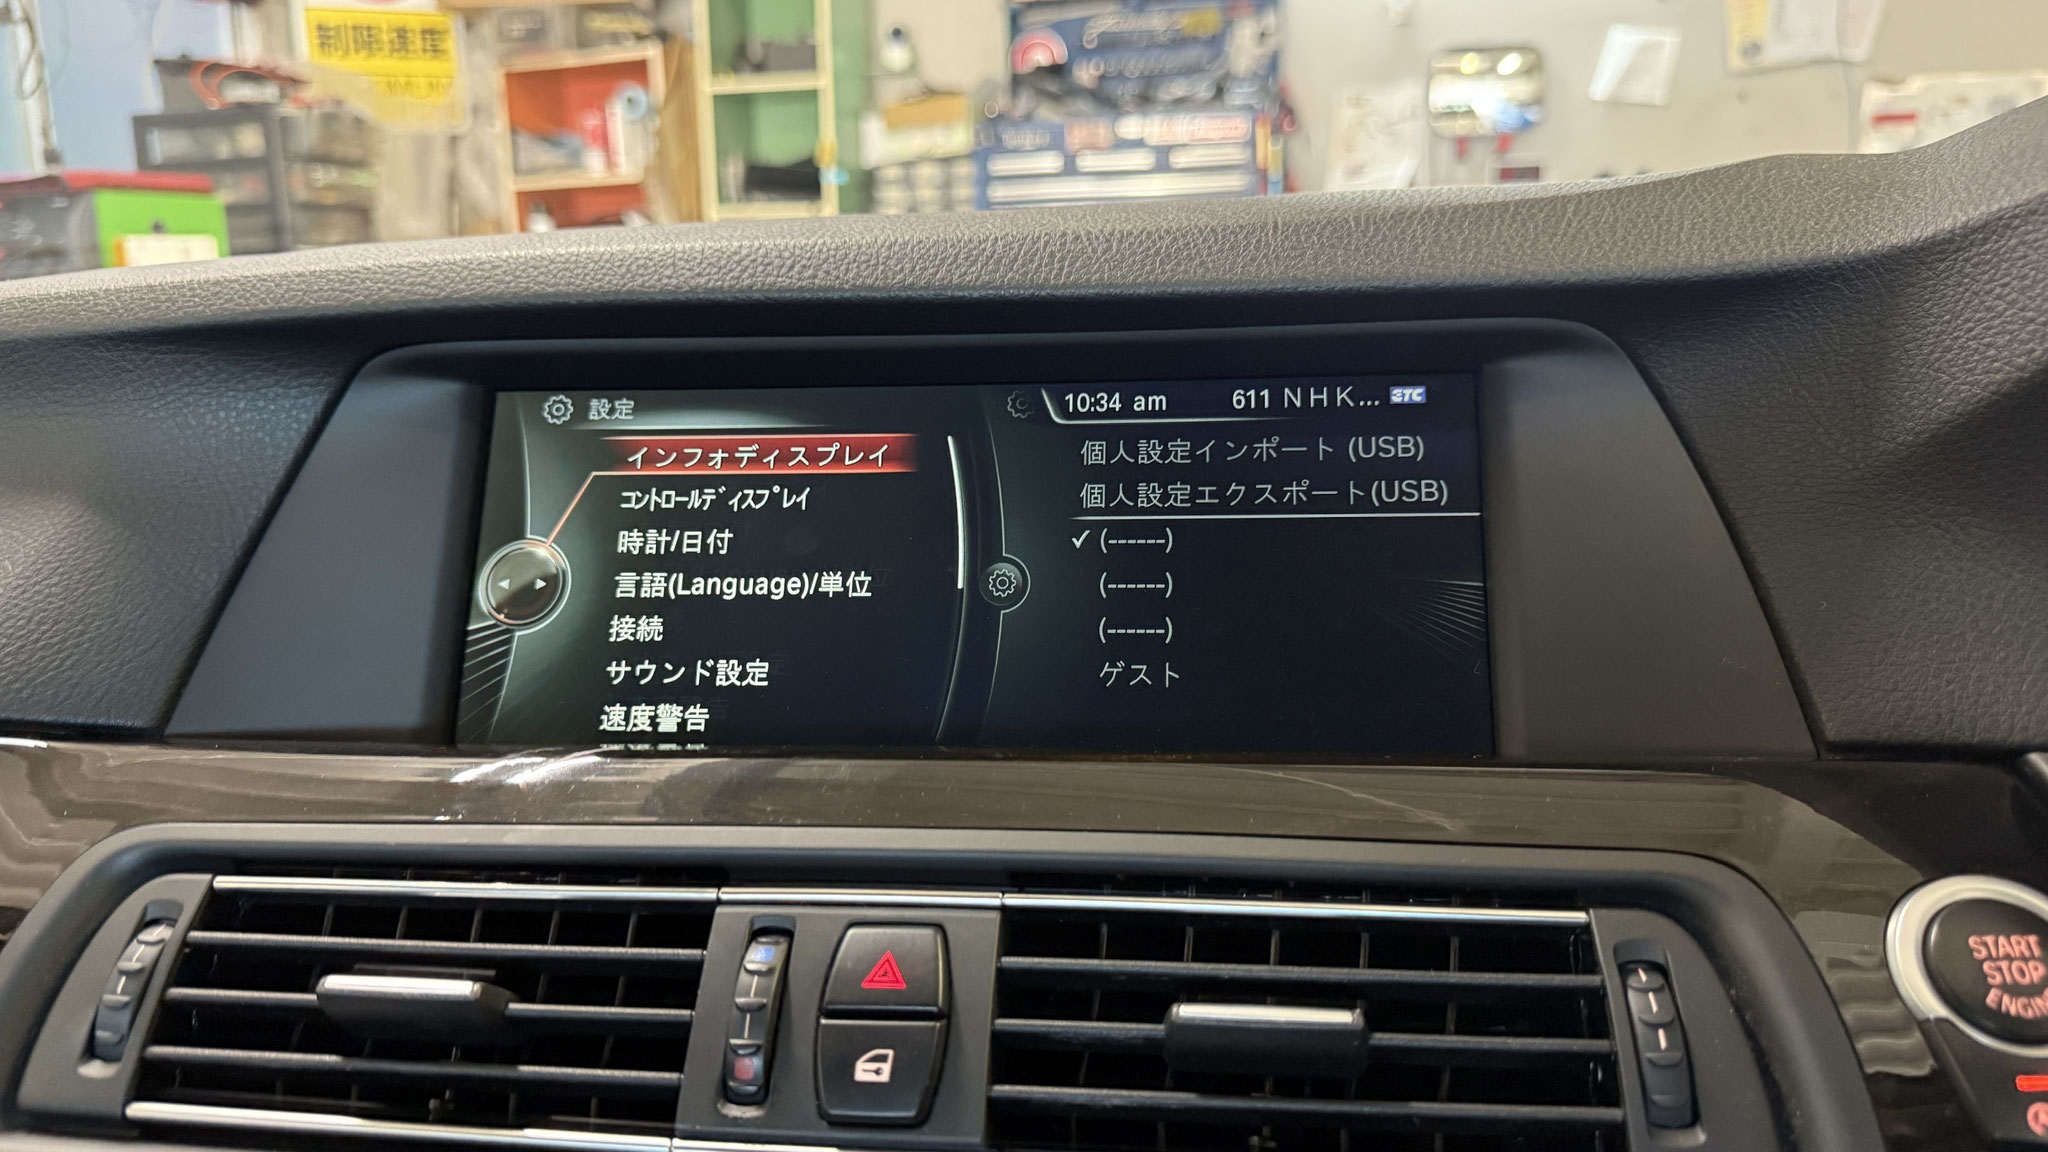 制限速度
設定
10:34 am
611 NHK...
ETC
インフォディスプレイ
コントロールディスプレイ
時計/日付
言語(Language)/単位
接続
サウンド設定
速度警告
個人設定インポート (USB)
個人設定エクスポート(USB)
✓ (------)
(------)
(------)
ゲスト
START
STOP
ENGIN